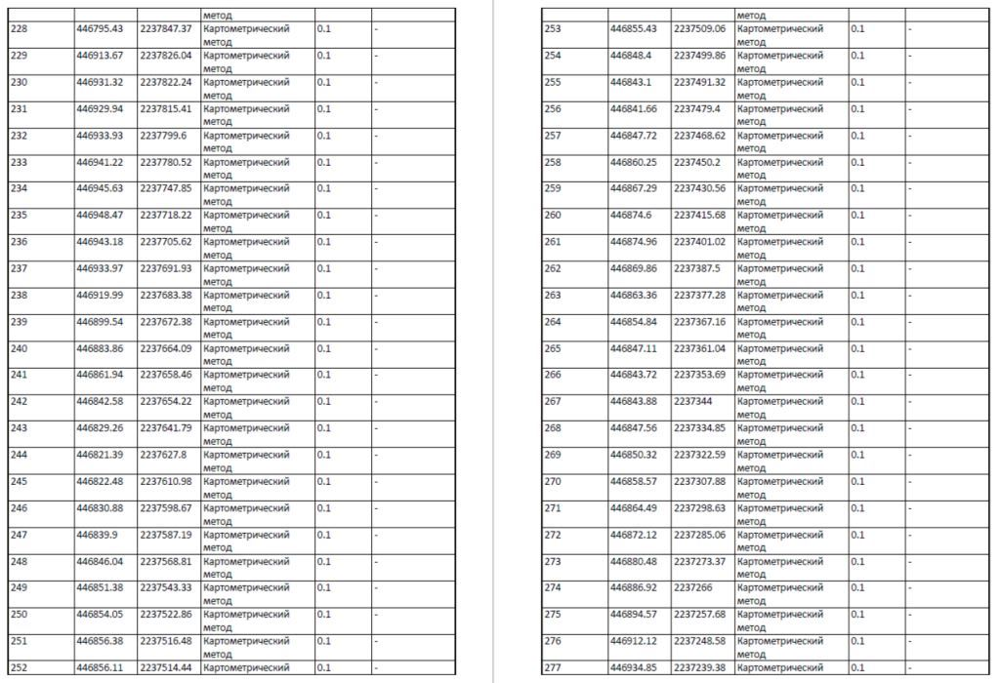 метод
228 446795.43 2237847.37 Картометрический 0.1 -
метод
229 446913.67 2237826.04 Картометрический 0.1 -
метод
230 446931.32 2237822.24 Картометрический 0.1 -
метод
231 446929.94 2237815.41 Картометрический 0.1 -
метод
232 446933.93 2237799.6 Картометрический 0.1 -
метод
233 446941.22 2237780.52 Картометрический 0.1 -
метод
234 446945.63 2237747.85 Картометрический 0.1 -
метод
235 446948.47 2237718.22 Картометрический 0.1 -
метод
236 446943.18 2237705.62 Картометрический 0.1 -
метод
237 446933.97 2237691.93 Картометрический 0.1 -
метод
238 446919.99 2237683.38 Картометрический 0.1 -
метод
239 446899.54 2237672.38 Картометрический 0.1 -
метод
240 446883.86 2237664.09 Картометрический 0.1 -
метод
241 446861.94 2237658.46 Картометрический 0.1 -
метод
242 446842.58 2237654.22 Картометрический 0.1 -
метод
243 446829.26 2237641.79 Картометрический 0.1 -
метод
244 446821.39 2237627.8 Картометрический 0.1 -
метод
245 446822.48 2237610.98 Картометрический 0.1 -
метод
246 446830.88 2237598.67 Картометрический 0.1 -
метод
247 446839.9 2237587.19 Картометрический 0.1 -
метод
248 446846.04 2237568.81 Картометрический 0.1 -
метод
249 446851.38 2237543.33 Картометрический 0.1 -
метод
250 446854.05 2237522.86 Картометрический 0.1 -
метод
251 446856.38 2237516.48 Картометрический 0.1 -
метод
252 446856.11 2237514.44 Картометрический 0.1 -
метод
253 446855.43 2237509.06 Картометрический 0.1 -
метод
254 446848.4 2237499.86 Картометрический 0.1 -
метод
255 446843.1 2237491.32 Картометрический 0.1 -
метод
256 446841.66 2237479.4 Картометрический 0.1 -
метод
257 446847.72 2237468.62 Картометрический 0.1 -
метод
258 446860.25 2237450.2 Картометрический 0.1 -
метод
259 446867.29 2237430.56 Картометрический 0.1 -
метод
260 446874.6 2237415.68 Картометрический 0.1 -
метод
261 446874.96 2237401.02 Картометрический 0.1 -
метод
262 446869.86 2237387.5 Картометрический 0.1 -
метод
263 446863.36 2237377.28 Картометрический 0.1 -
метод
264 446854.84 2237367.16 Картометрический 0.1 -
метод
265 446847.11 2237361.04 Картометрический 0.1 -
метод
266 446843.72 2237353.69 Картометрический 0.1 -
метод
267 446843.88 2237344 Картометрический 0.1 -
метод
268 446847.56 2237334.85 Картометрический 0.1 -
метод
269 446850.32 2237322.59 Картометрический 0.1 -
метод
270 446858.57 2237307.88 Картометрический 0.1 -
метод
271 446864.49 2237298.63 Картометрический 0.1 -
метод
272 446872.12 2237285.06 Картометрический 0.1 -
метод
273 446880.48 2237273.37 Картометрический 0.1 -
метод
274 446886.92 2237266 Картометрический 0.1 -
метод
275 446894.57 2237257.68 Картометрический 0.1 -
метод
276 446912.12 2237248.58 Картометрический 0.1 -
метод
277 446934.85 2237239.38 Картометрический 0.1 -